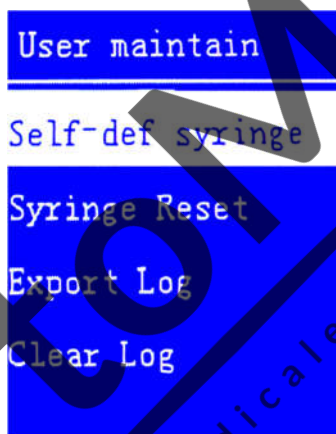 User maintain
Self-def syringe
Syringe Reset
Export Log
Clear Log